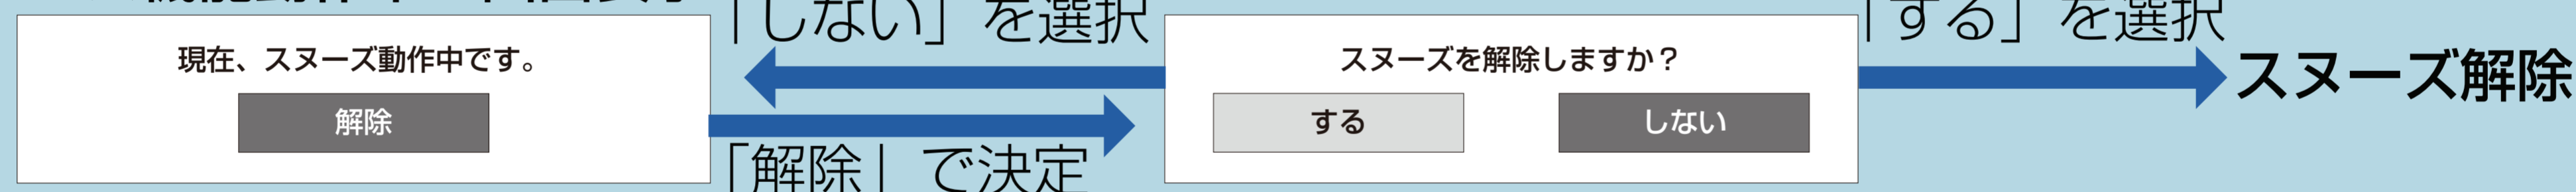 「しない」を選択
「する」を選択
現在、スヌーズ動作中です。
解除
スヌーズを解除しますか？
する
しない
スヌーズ解除
「解除」で決定